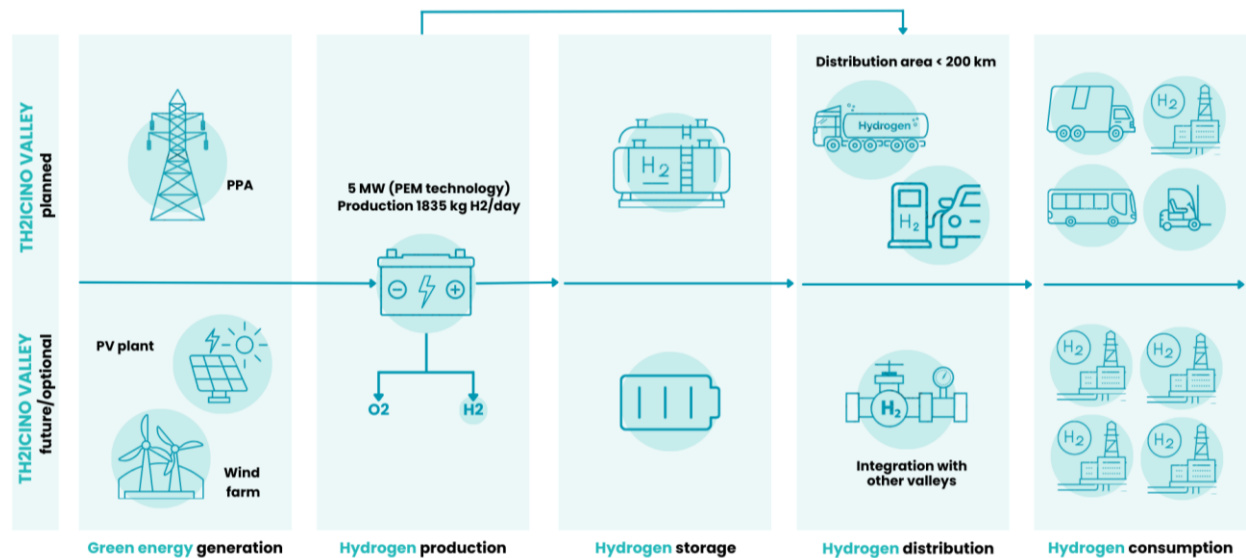 TH2ICINO VALLEY
planned
PPA
5 MW (PEM technology)
Production 1835 kg H2/day
H
H2
Distribution area < 200 km
Hydrogen
H2
H2
TH2ICINO VALLEY
future/optional
PV plant
Wind
farm
O2
H2
H2
Integration with
other valleys
H2
H2
H2
H2
Green energy generation
Hydrogen production
Hydrogen storage
Hydrogen distribution
Hydrogen consumption